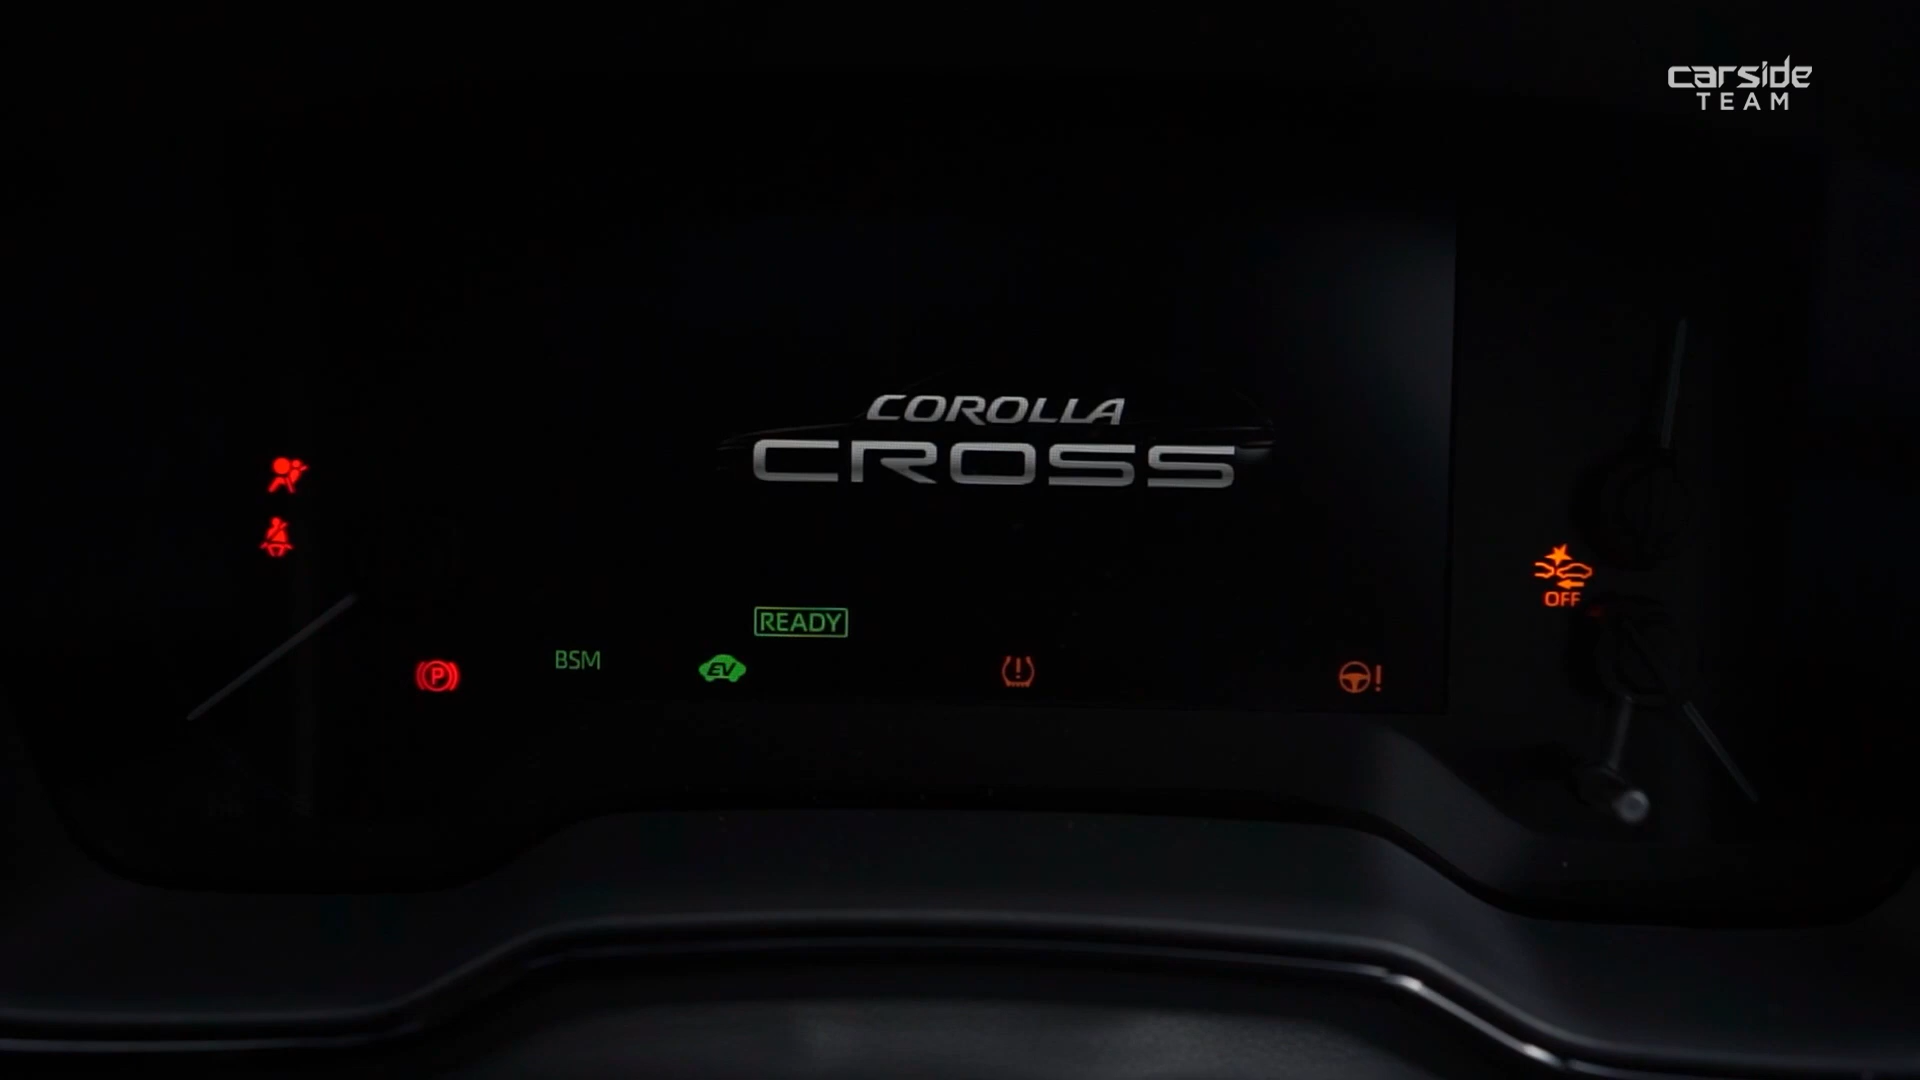 carside
TEAM
COROLLA
CROSS
OFF
READY
BSM
EV
P